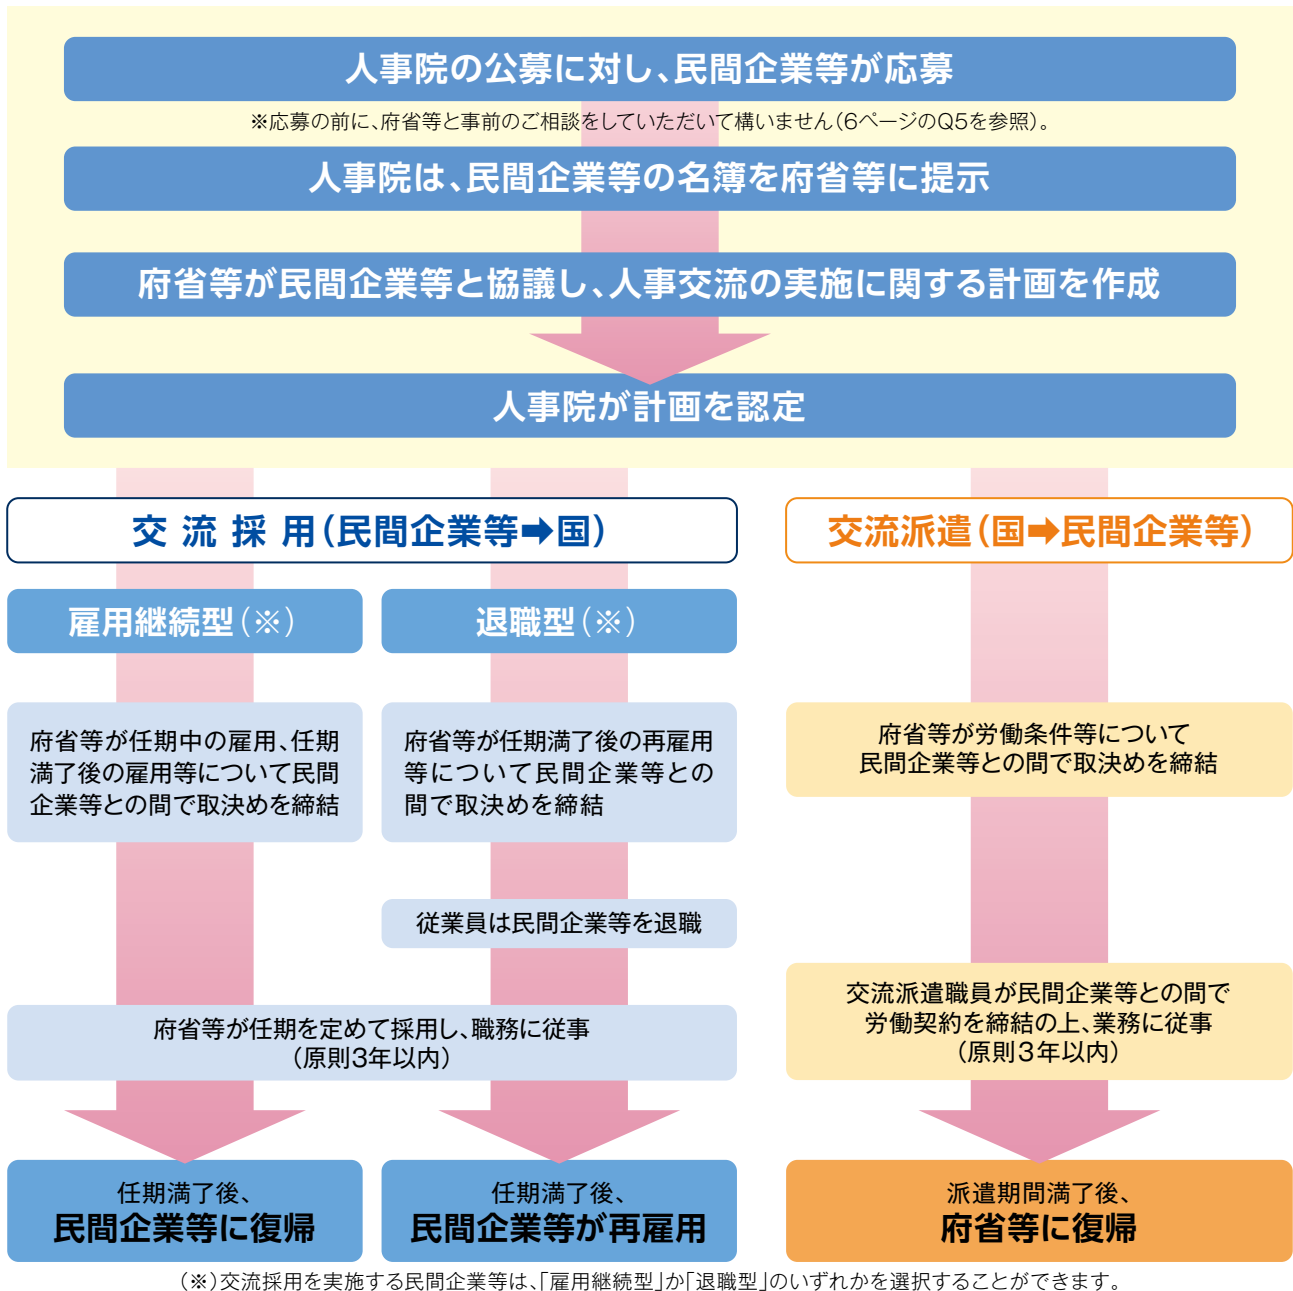 人事院の公募に対し、民間企業等が応募
※応募の前に、府省等と事前のご相談をしていただいて構いません（6ページのQ5を参照）。
人事院は、民間企業等の名簿を府省等に提示
府省等が民間企業等と協議し、人事交流の実施に関する計画を作成
人事院が計画を認定
交流採用（民間企業等➡国）
雇用継続型（※）
退職型（※）
府省等が任期中の雇用、任期
満了後の雇用等について民間
企業等との間で取決めを締結
府省等が任期満了後の再雇用
等について民間企業等との
間で取決めを締結
従業員は民間企業等を退職
府省等が任期を定めて採用し、職務に従事
（原則3年以内）
任期満了後、
民間企業等に復帰
任期満了後、
民間企業等が再雇用
交流派遣（国➡民間企業等）
府省等が労働条件等について
民間企業等との間で取決めを締結
交流派遣職員が民間企業等との間で
労働契約を締結の上、業務に従事
（原則3年以内）
派遣期間満了後、
府省等に復帰
（※）交流採用を実施する民間企業等は、「雇用継続型」か「退職型」のいずれかを選択することができます。